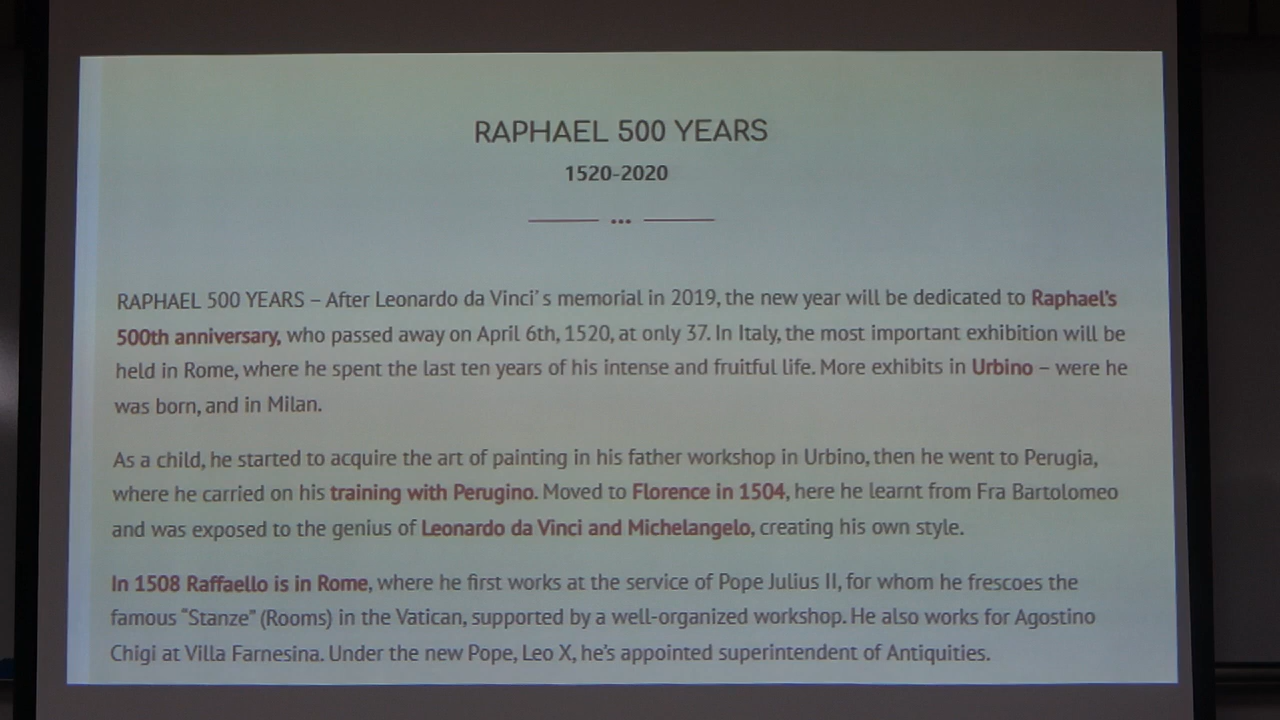 RAPHAEL 500 YEARS
1520-2020
RAPHAEL 500 YEARS – After Leonardo da Vinci's memorial in 2019, the new year will be dedicated to Raphael's
500th anniversary, who passed away on April 6th, 1520, at only 37. In Italy, the most important exhibition will be
held in Rome, where he spent the last ten years of his intense and fruitful life. More exhibits in Urbino – were he
was born, and in Milan.
As a child, he started to acquire the art of painting in his father workshop in Urbino, then he went to Perugia,
where he carried on his training with Perugino. Moved to Florence in 1504, here he learnt from Fra Bartolomeo
and was exposed to the genius of Leonardo da Vinci and Michelangelo, creating his own style.
In 1508 Raffaello is in Rome, where he first works at the service of Pope Julius II, for whom he frescoes the
famous "Stanze" (Rooms) in the Vatican, supported by a well-organized workshop. He also works for Agostino
Chigi at Villa Farnesina. Under the new Pope, Leo X, he's appointed superintendent of Antiquities.